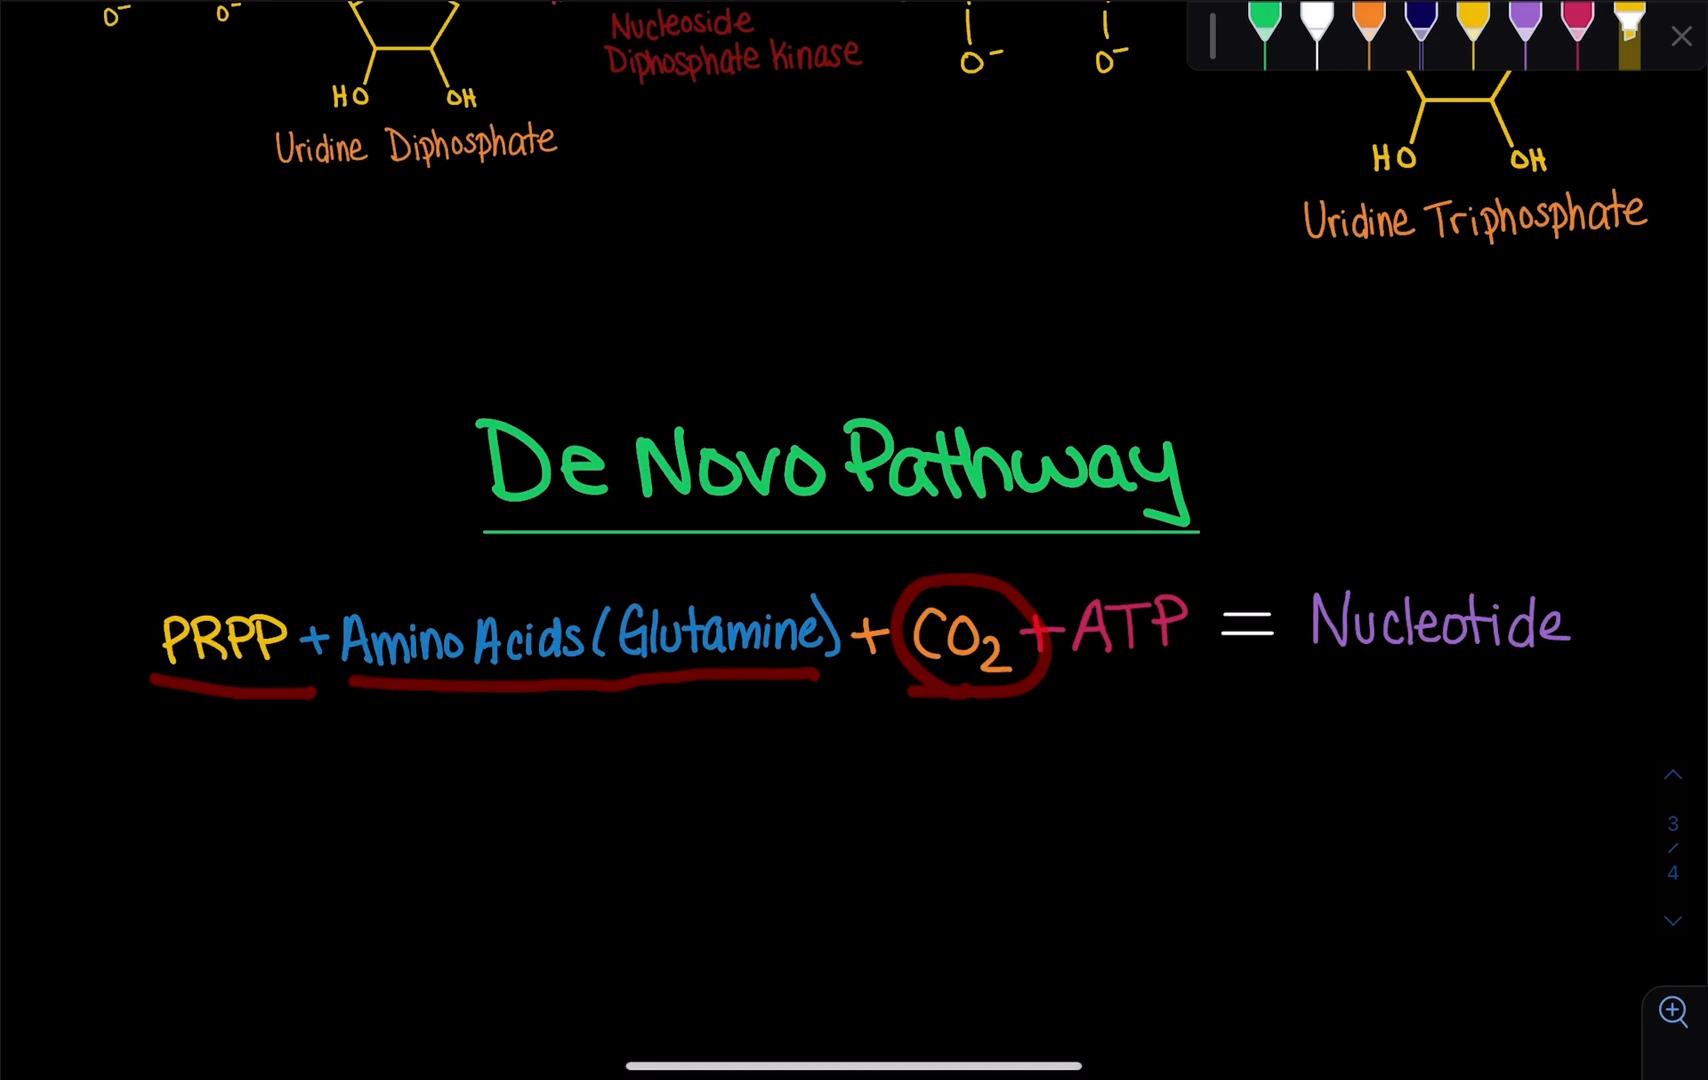 O⁻ O⁻
Nucleoside
Diphosphate Kinase
O⁻ O⁻
HO OH
Uridine Diphosphate
HO OH
Uridine Triphosphate
De Novo Pathway
PRPP + Amino Acids (Glutamine) + CO₂ + ATP = Nucleotide
3
/
4